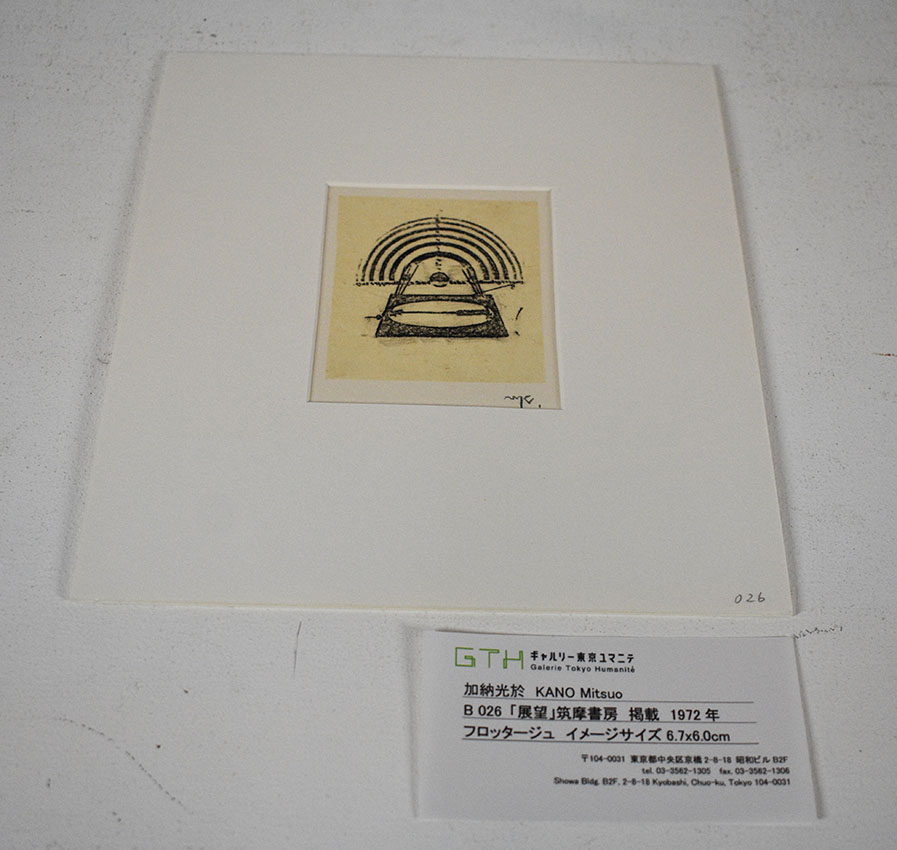 026
GTH ギャルリー東京ユマニテ
Galerie Tokyo Humanité
加納光於 KANO Mitsuo
B 026 「展望」筑摩書房 掲載 1972 年
フロッタージュ イメージサイズ 6.7x6.0cm
〒104-0031 東京都中央区京橋 2-8-18 昭和ビル B2F
tel. 03-3562-1305 fax. 03-3562-1306
Showa Bldg. B2F, 2-8-18 Kyobashi, Chuo-ku, Tokyo 104-0031